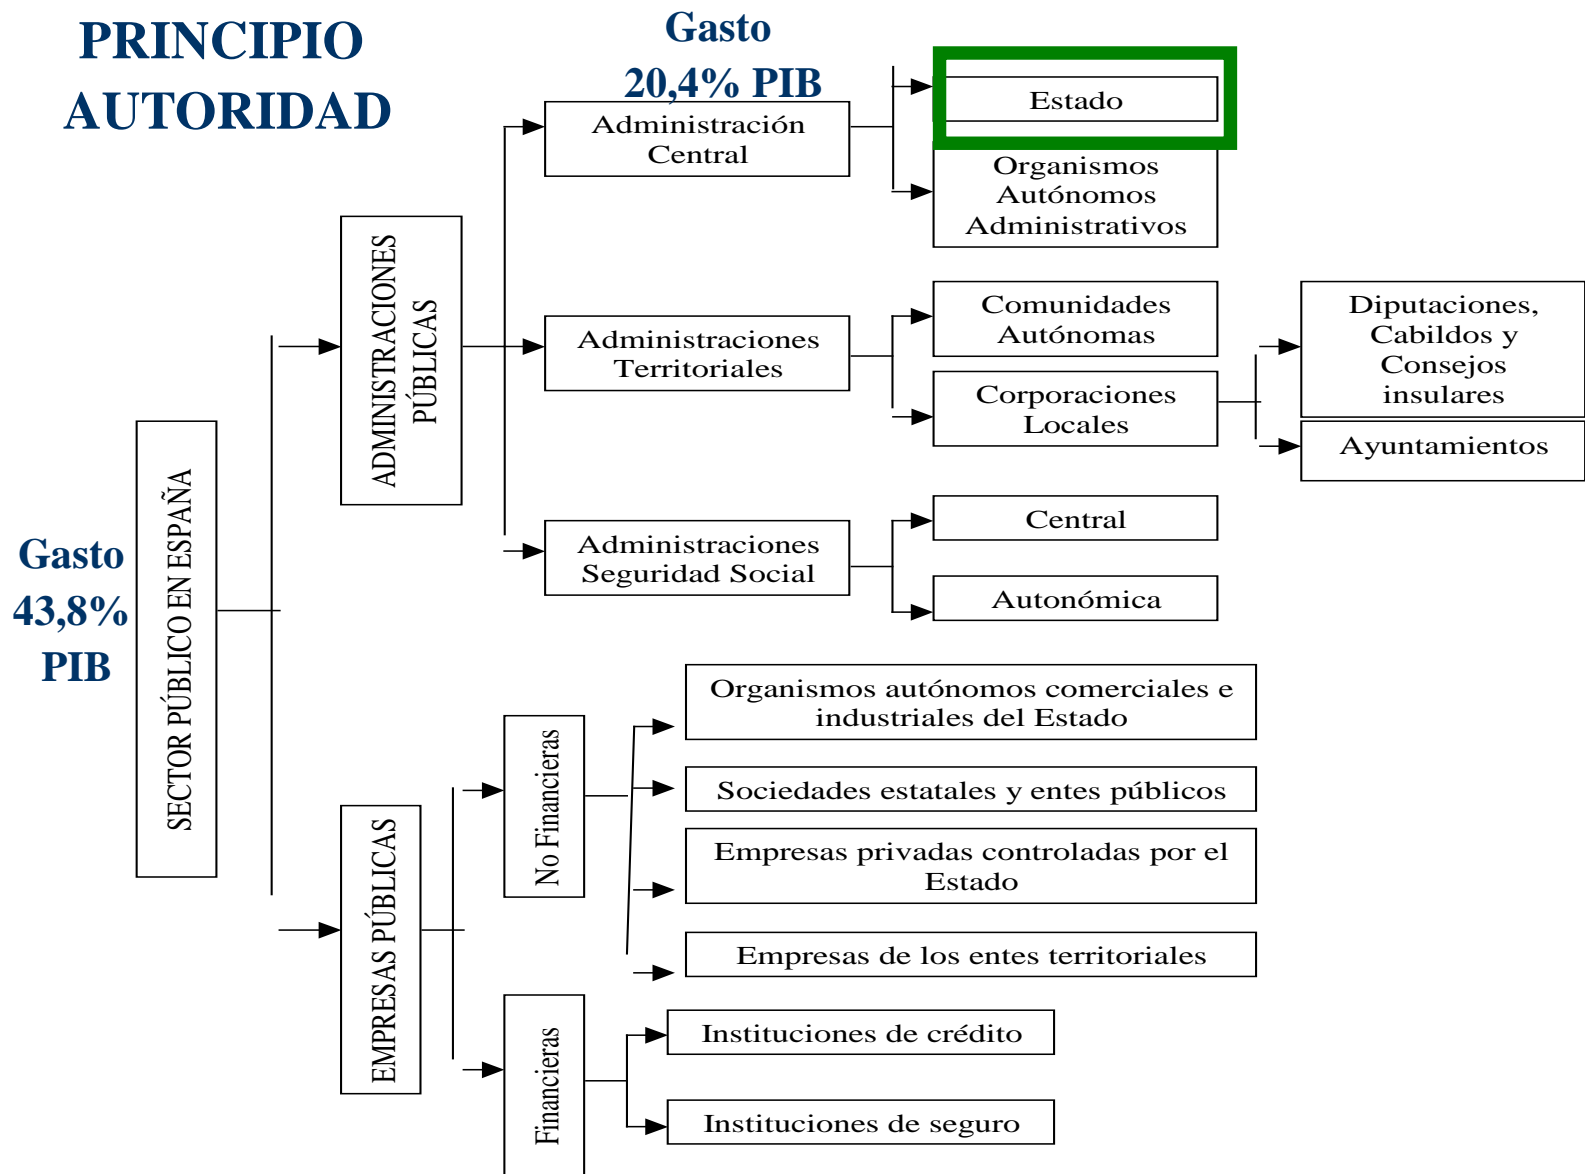 PRINCIPIO
AUTORIDAD
Gasto
20,4% PIB
Gasto
43,8%
PIB
SECTOR PÚBLICO EN ESPAÑA
ADMINISTRACIONES
PÚBLICAS
Administración
Central
Estado
Organismos
Autónomos
Administrativos
Administraciones
Territoriales
Comunidades
Autónomas
Corporaciones
Locales
Diputaciones,
Cabildos y
Consejos
insulares
Ayuntamientos
Administraciones
Seguridad Social
Central
Autonómica
EMPRESAS PÚBLICAS
No Financieras
Organismos autónomos comerciales e
industriales del Estado
Sociedades estatales y entes públicos
Empresas privadas controladas por el
Estado
Empresas de los entes territoriales
Financieras
Instituciones de crédito
Instituciones de seguro